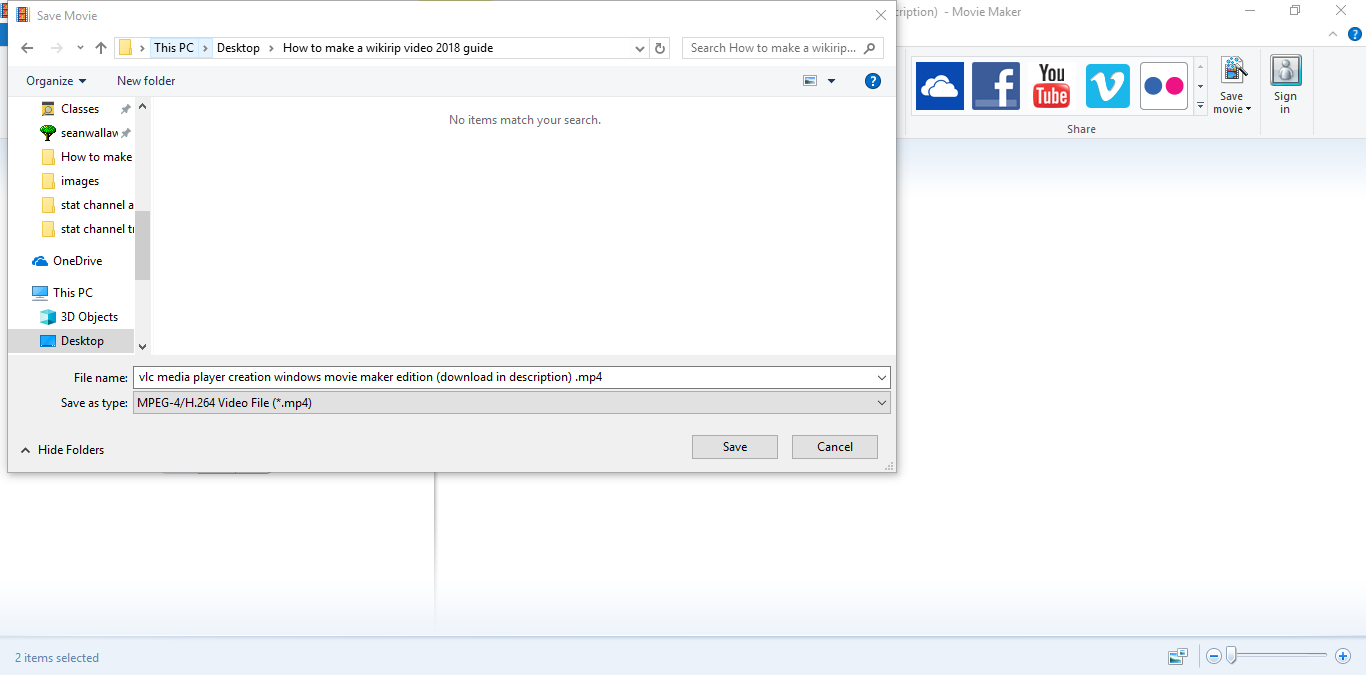 Save Movie
cription) - Movie Maker
This PC
Desktop
How to make a wikirip video 2018 guide
Search How to make a wikirip...
Organize
New folder
?
?
Classes
seanwallaw
How to make
images
stat channel a
stat channel tr
OneDrive
This PC
3D Objects
Desktop
No items match your search.
You
Tube
Save
movie
Sign
in
Share
File name:
vlc media player creation windows movie maker edition (download in description) .mp4
Save as type:
MPEG-4/H.264 Video File (*.mp4)
Hide Folders
Save
Cancel
2 items selected